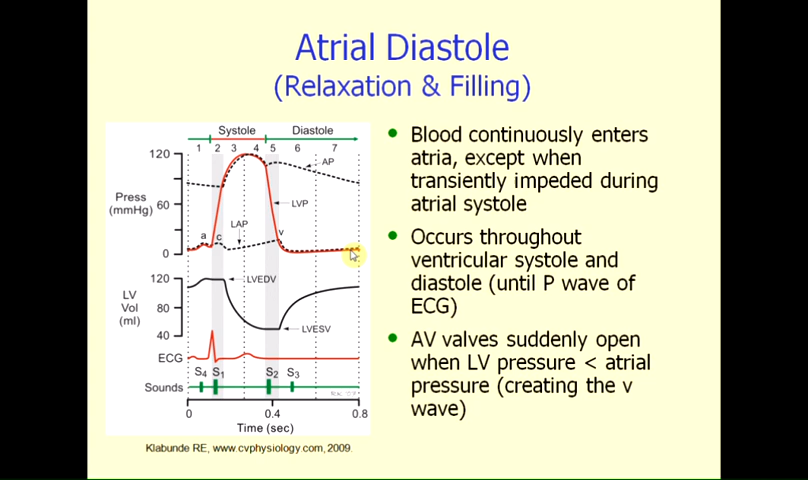 Atrial Diastole
(Relaxation & Filling)
Systole Diastole
1 2 3 4 5 6 7
120
AP
Press
(mmHg)
60
LVP
LAP
a c v
0
120
LVEDV
LV
Vol
(ml)
80
LVESV
40
ECG
S4 S1 S2 S3
Sounds
0 0.4 0.8
Time (sec)
Klabunde RE, www.cvphysiology.com, 2009.
• Blood continuously enters
atria, except when
transiently impeded during
atrial systole
• Occurs throughout
ventricular systole and
diastole (until P wave of
ECG)
• AV valves suddenly open
when LV pressure < atrial
pressure (creating the v
wave)